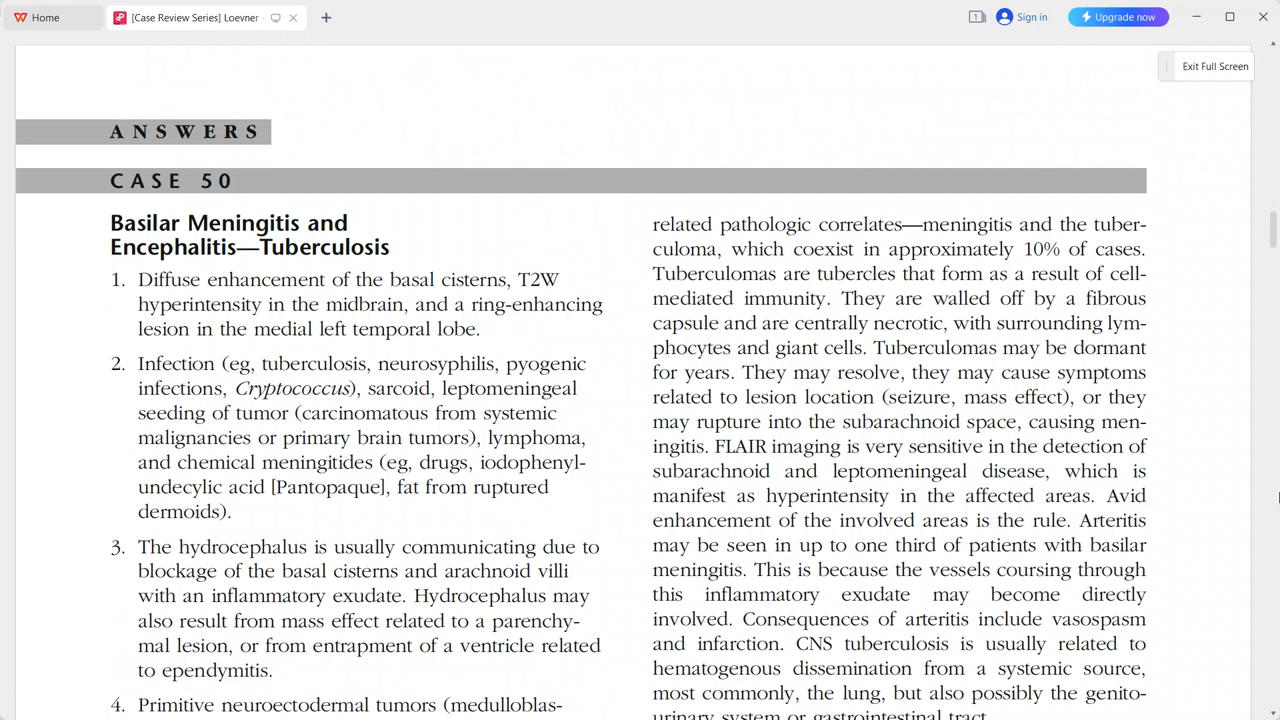 Home
[Case Review Series] Loevner
Sign in
Upgrade now
Exit Full Screen
ANSWERS
CASE 50
Basilar Meningitis and
Encephalitis—Tuberculosis
1. Diffuse enhancement of the basal cisterns, T2W
hyperintensity in the midbrain, and a ring-enhancing
lesion in the medial left temporal lobe.
2. Infection (eg, tuberculosis, neurosyphilis, pyogenic
infections, Cryptococcus), sarcoid, leptomeningeal
seeding of tumor (carcinomatous from systemic
malignancies or primary brain tumors), lymphoma,
and chemical meningitides (eg, drugs, iodophenyl-
undecylic acid [Pantopaque], fat from ruptured
dermoids).
3. The hydrocephalus is usually communicating due to
blockage of the basal cisterns and arachnoid villi
with an inflammatory exudate. Hydrocephalus may
also result from mass effect related to a parenchy-
mal lesion, or from entrapment of a ventricle related
to ependymitis.
4. Primitive neuroectodermal tumors (medulloblas-
related pathologic correlates—meningitis and the tuber-
culoma, which coexist in approximately 10% of cases.
Tuberculomas are tubercles that form as a result of cell-
mediated immunity. They are walled off by a fibrous
capsule and are centrally necrotic, with surrounding lym-
phocytes and giant cells. Tuberculomas may be dormant
for years. They may resolve, they may cause symptoms
related to lesion location (seizure, mass effect), or they
may rupture into the subarachnoid space, causing men-
ingitis. FLAIR imaging is very sensitive in the detection of
subarachnoid and leptomeningeal disease, which is
manifest as hyperintensity in the affected areas. Avid
enhancement of the involved areas is the rule. Arteritis
may be seen in up to one third of patients with basilar
meningitis. This is because the vessels coursing through
this inflammatory exudate may become directly
involved. Consequences of arteritis include vasospasm
and infarction. CNS tuberculosis is usually related to
hematogenous dissemination from a systemic source,
most commonly, the lung, but also possibly the genito-
urinary system or gastrointestinal tract.